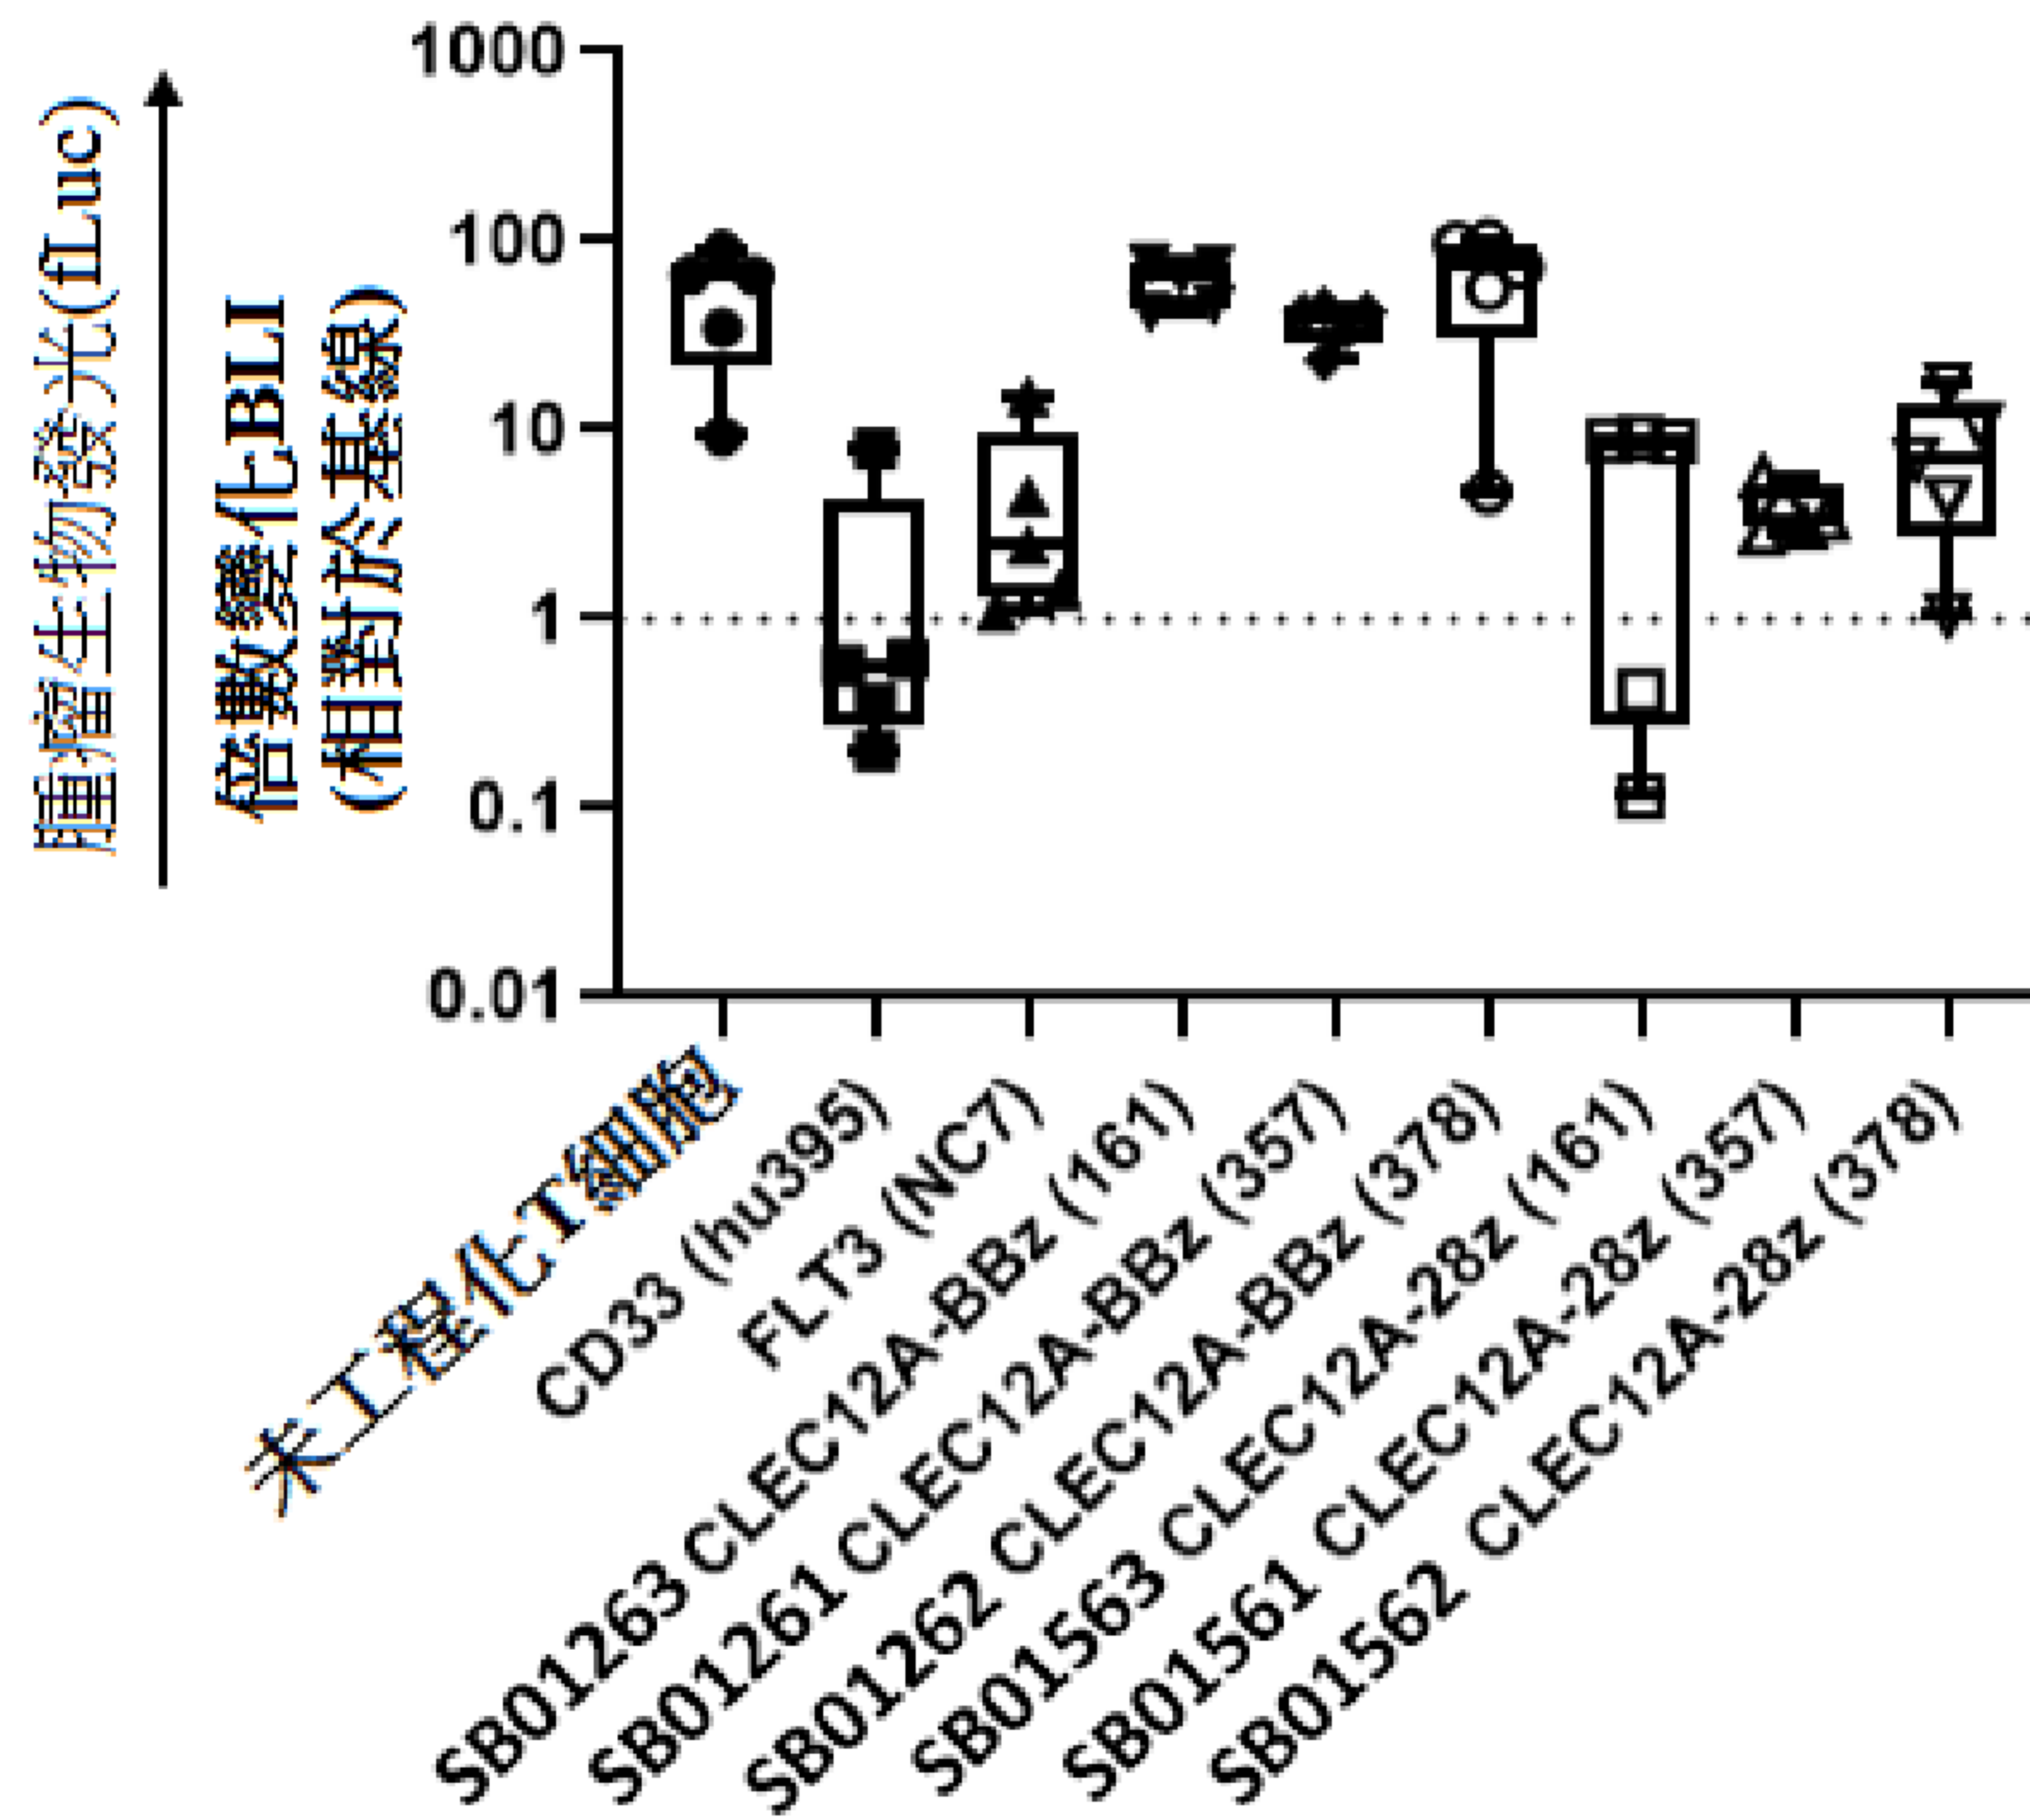 腫瘤生物發光(fLuc)
倍數變化BLI
(相對於基線)
1000
100
10
1
0.1
0.01
未工程化T細胞
CD33 (hu395)
FLT3 (NC7)
SB01263 CLEC12A-BBz (161)
SB01261 CLEC12A-BBz (357)
SB01262 CLEC12A-BBz (378)
SB01563 CLEC12A-28z (161)
SB01561 CLEC12A-28z (357)
SB01562 CLEC12A-28z (378)